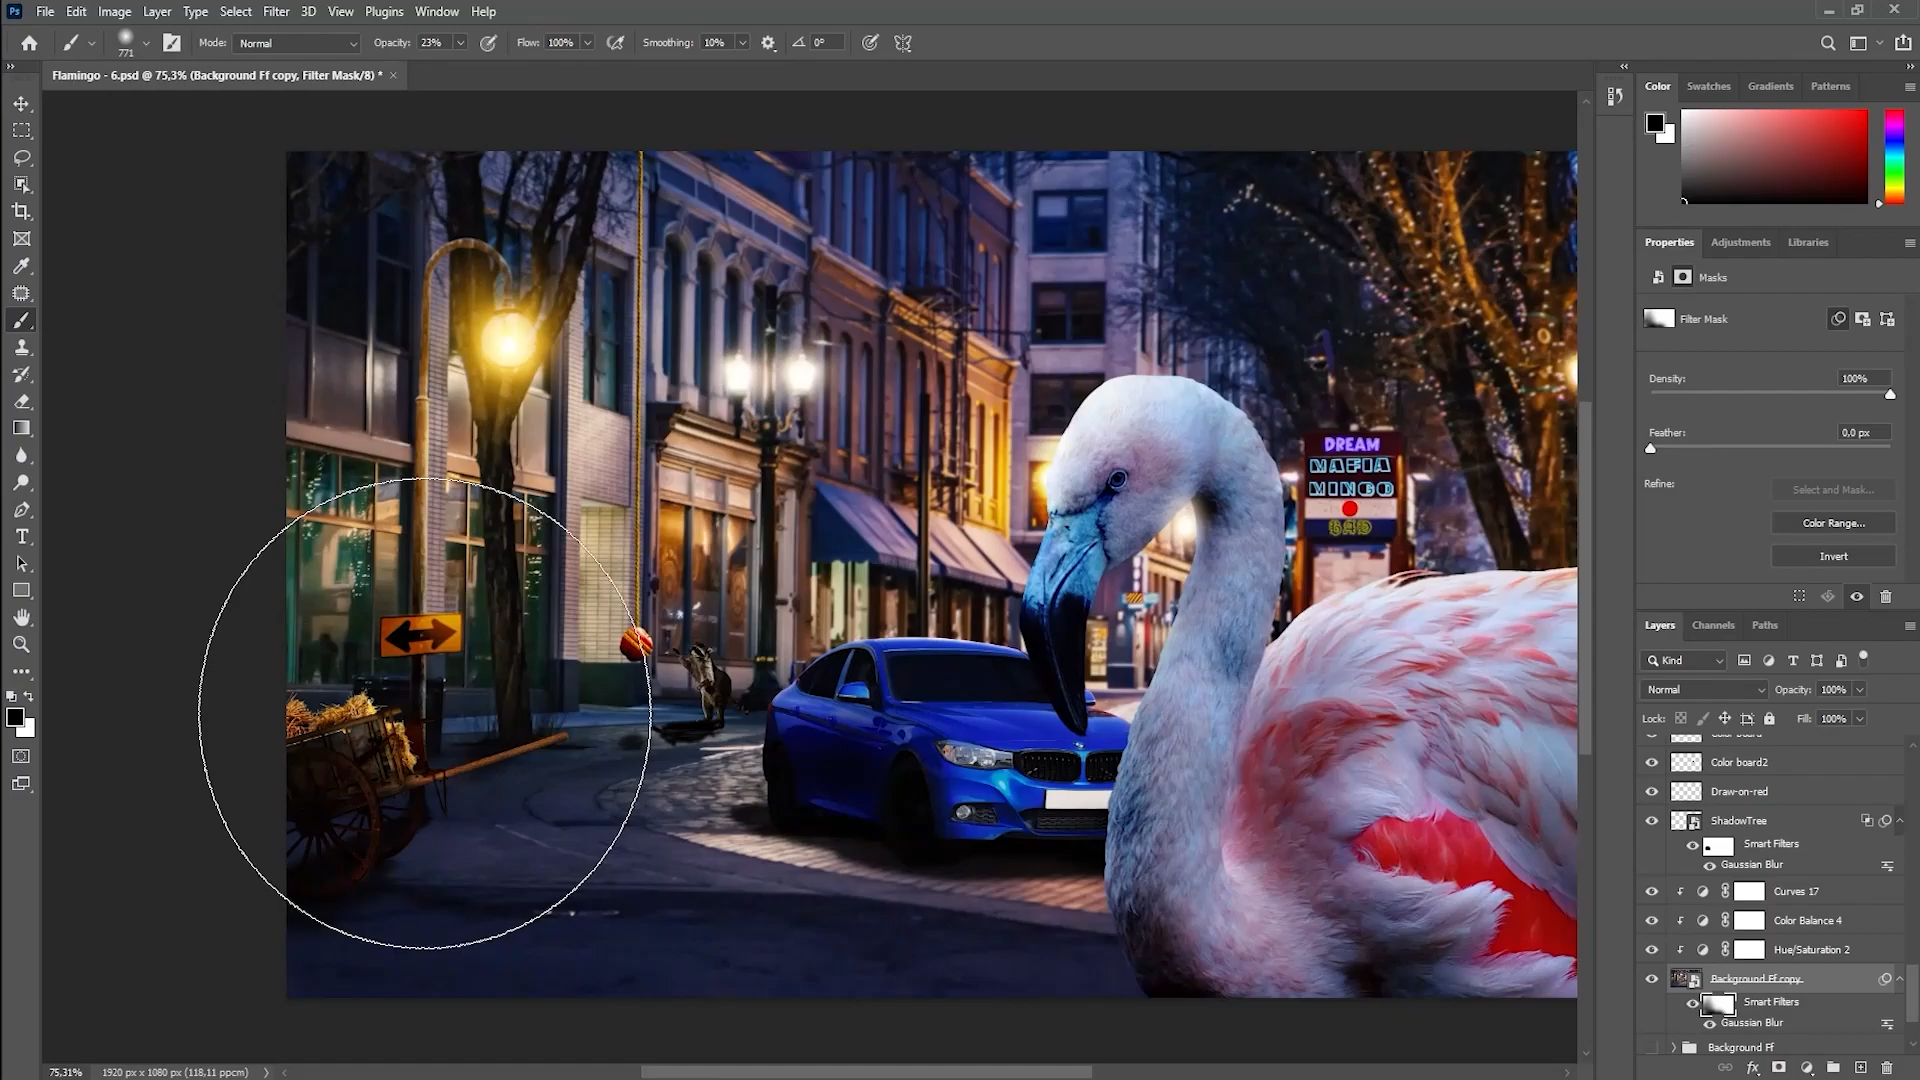 Ps File Edit Image Layer Type Select Filter 3D View Plugins Window Help
771 Mode: Normal Opacity: 23% Flow: 100% Smoothing: 10% 0°
Flamingo - 6.psd @ 75,3% (Background Ff copy, Filter Mask/8) * ×
Color Swatches Gradients Patterns
Properties Adjustments Libraries
Masks
Filter Mask
Density: 100%
Feather: 0,0 px
Refine:
Select and Mask...
Color Range...
Invert
DREAM
MAFIA
MINGO
BAD
Layers Channels Paths
Kind
Normal Opacity: 100%
Lock: Fill: 100%
Color board
Color board2
Draw-on-red
ShadowTree
Smart Filters
Gaussian Blur
Curves 17
Color Balance 4
Hue/Saturation 2
Background Ff copy
Smart Filters
Gaussian Blur
Background Ff
75,31% 1920 px x 1080 px (118,11 ppcm)